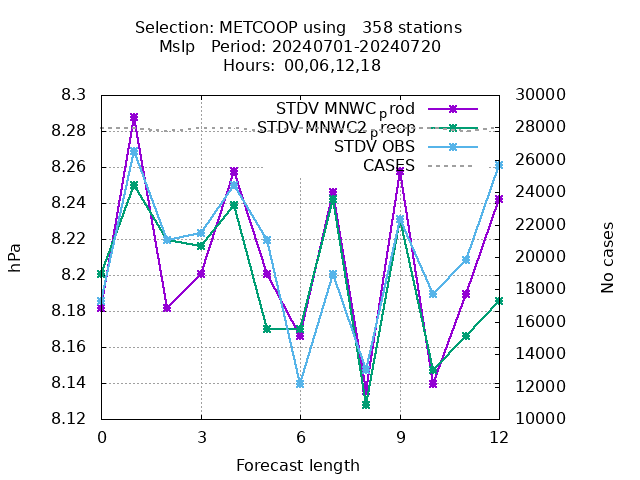 Selection: METCOOP using   358 stations
Mslp   Period: 20240701-20240720
Hours: 00,06,12,18
8.3
8.28
8.26
8.24
8.22
8.2
8.18
8.16
8.14
8.12
30000
28000
26000
24000
22000
20000
18000
16000
14000
12000
10000
STDV MNWCprod
STDV MNWC2preop
STDV OBS
CASES
hPa
No cases
0 3 6 9 12
Forecast length